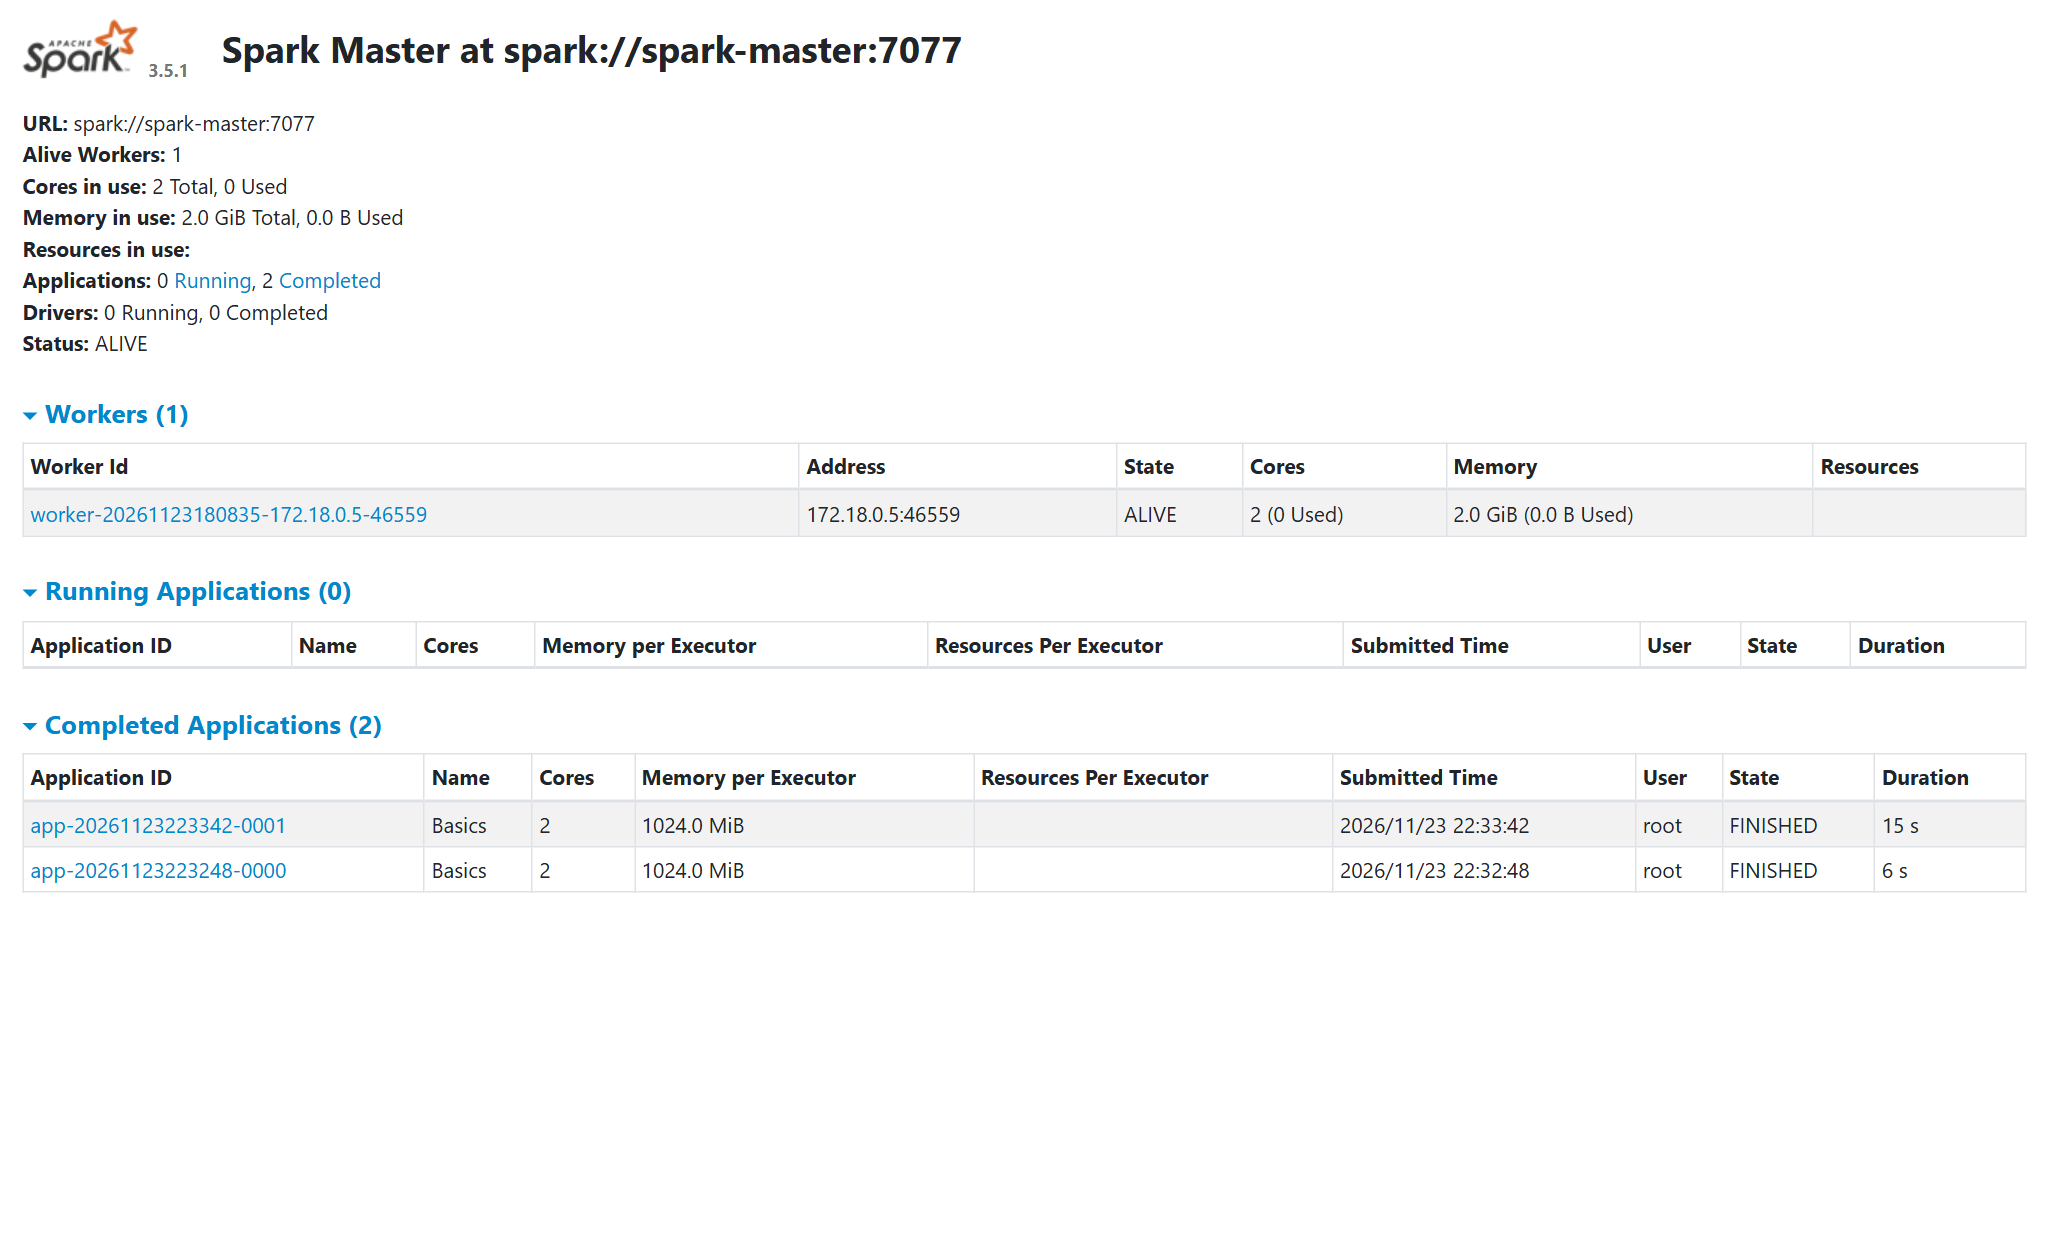 APACHE
Spark™ 3.5.1 Spark Master at spark://spark-master:7077
URL: spark://spark-master:7077
Alive Workers: 1
Cores in use: 2 Total, 0 Used
Memory in use: 2.0 GiB Total, 0.0 B Used
Resources in use:
Applications: 0 Running, 2 Completed
Drivers: 0 Running, 0 Completed
Status: ALIVE
Workers (1)
Worker Id Address State Cores Memory Resources
worker-20261123180835-172.18.0.5-46559 172.18.0.5:46559 ALIVE 2 (0 Used) 2.0 GiB (0.0 B Used)
Running Applications (0)
Application ID Name Cores Memory per Executor Resources Per Executor Submitted Time User State Duration
Completed Applications (2)
Application ID Name Cores Memory per Executor Resources Per Executor Submitted Time User State Duration
app-20261123223342-0001 Basics 2 1024.0 MiB 2026/11/23 22:33:42 root FINISHED 15 s
app-20261123223248-0000 Basics 2 1024.0 MiB 2026/11/23 22:32:48 root FINISHED 6 s